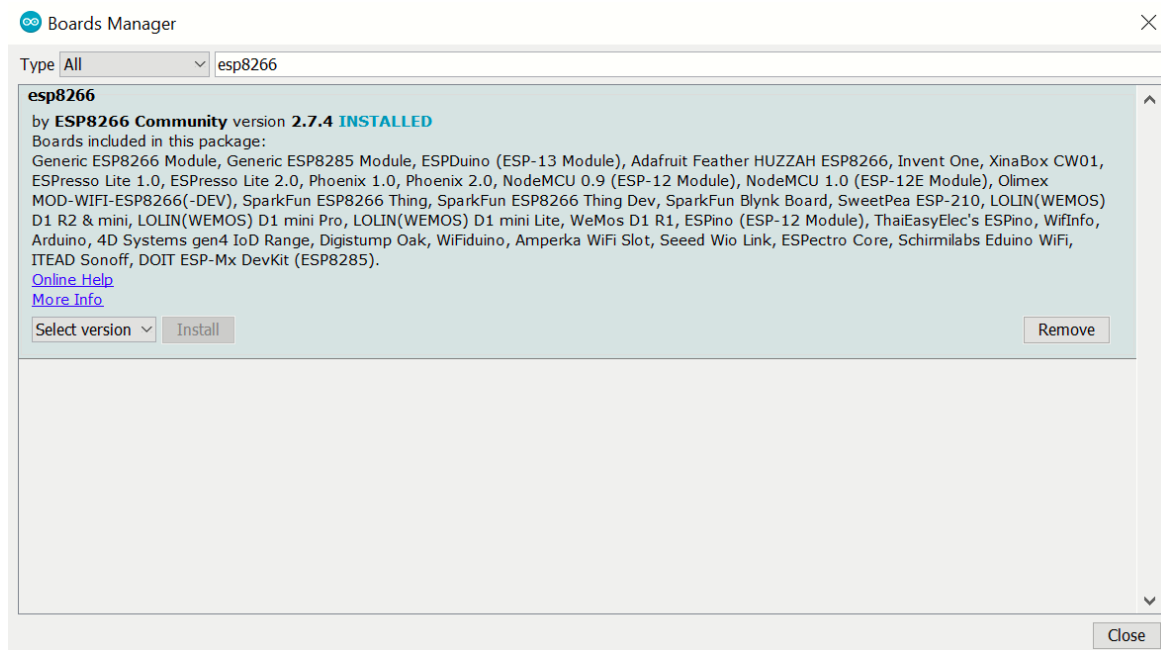 Boards Manager
Type All esp8266
esp8266
by ESP8266 Community version 2.7.4 INSTALLED
Boards included in this package:
Generic ESP8266 Module, Generic ESP8285 Module, ESPDuino (ESP-13 Module), Adafruit Feather HUZZAH ESP8266, Invent One, XinaBox CW01,
ESPresso Lite 1.0, ESPresso Lite 2.0, Phoenix 1.0, Phoenix 2.0, NodeMCU 0.9 (ESP-12 Module), NodeMCU 1.0 (ESP-12E Module), Olimex
MOD-WIFI-ESP8266(-DEV), SparkFun ESP8266 Thing, SparkFun ESP8266 Thing Dev, SparkFun Blynk Board, SweetPea ESP-210, LOLIN(WEMOS)
D1 R2 & mini, LOLIN(WEMOS) D1 mini Pro, LOLIN(WEMOS) D1 mini Lite, WeMos D1 R1, ESPino (ESP-12 Module), ThaiEasyElec's ESPino, WifInfo,
Arduino, 4D Systems gen4 IoD Range, Digistump Oak, WiFiduino, Amperka WiFi Slot, Seeed Wio Link, ESPectro Core, Schirmilabs Eduino WiFi,
ITEAD Sonoff, DOIT ESP-Mx DevKit (ESP8285).
Online Help
More Info
Select version Install Remove
Close